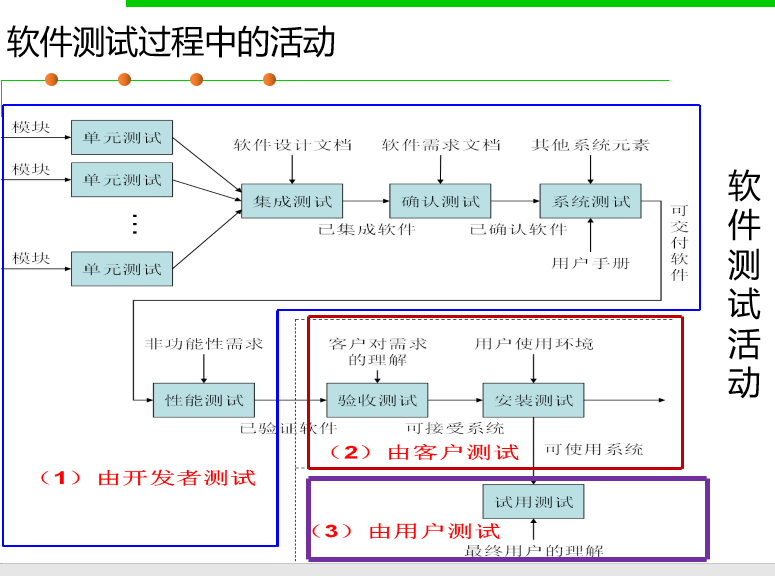 软件测试过程中的活动
模块
单元测试
模块
单元测试
模块
单元测试
软件设计文档
软件需求文档
其他系统元素
集成测试
确认测试
系统测试
已集成软件
已确认软件
用户手册
可交付软件
非功能性需求
客户对需求
的理解
用户使用环境
性能测试
验收测试
安装测试
已验证软件
可接受系统
可使用系统
(1)由开发者测试
(2)由客户测试
试用测试
(3)由用户测试
最终用户的理解
软件测试活动